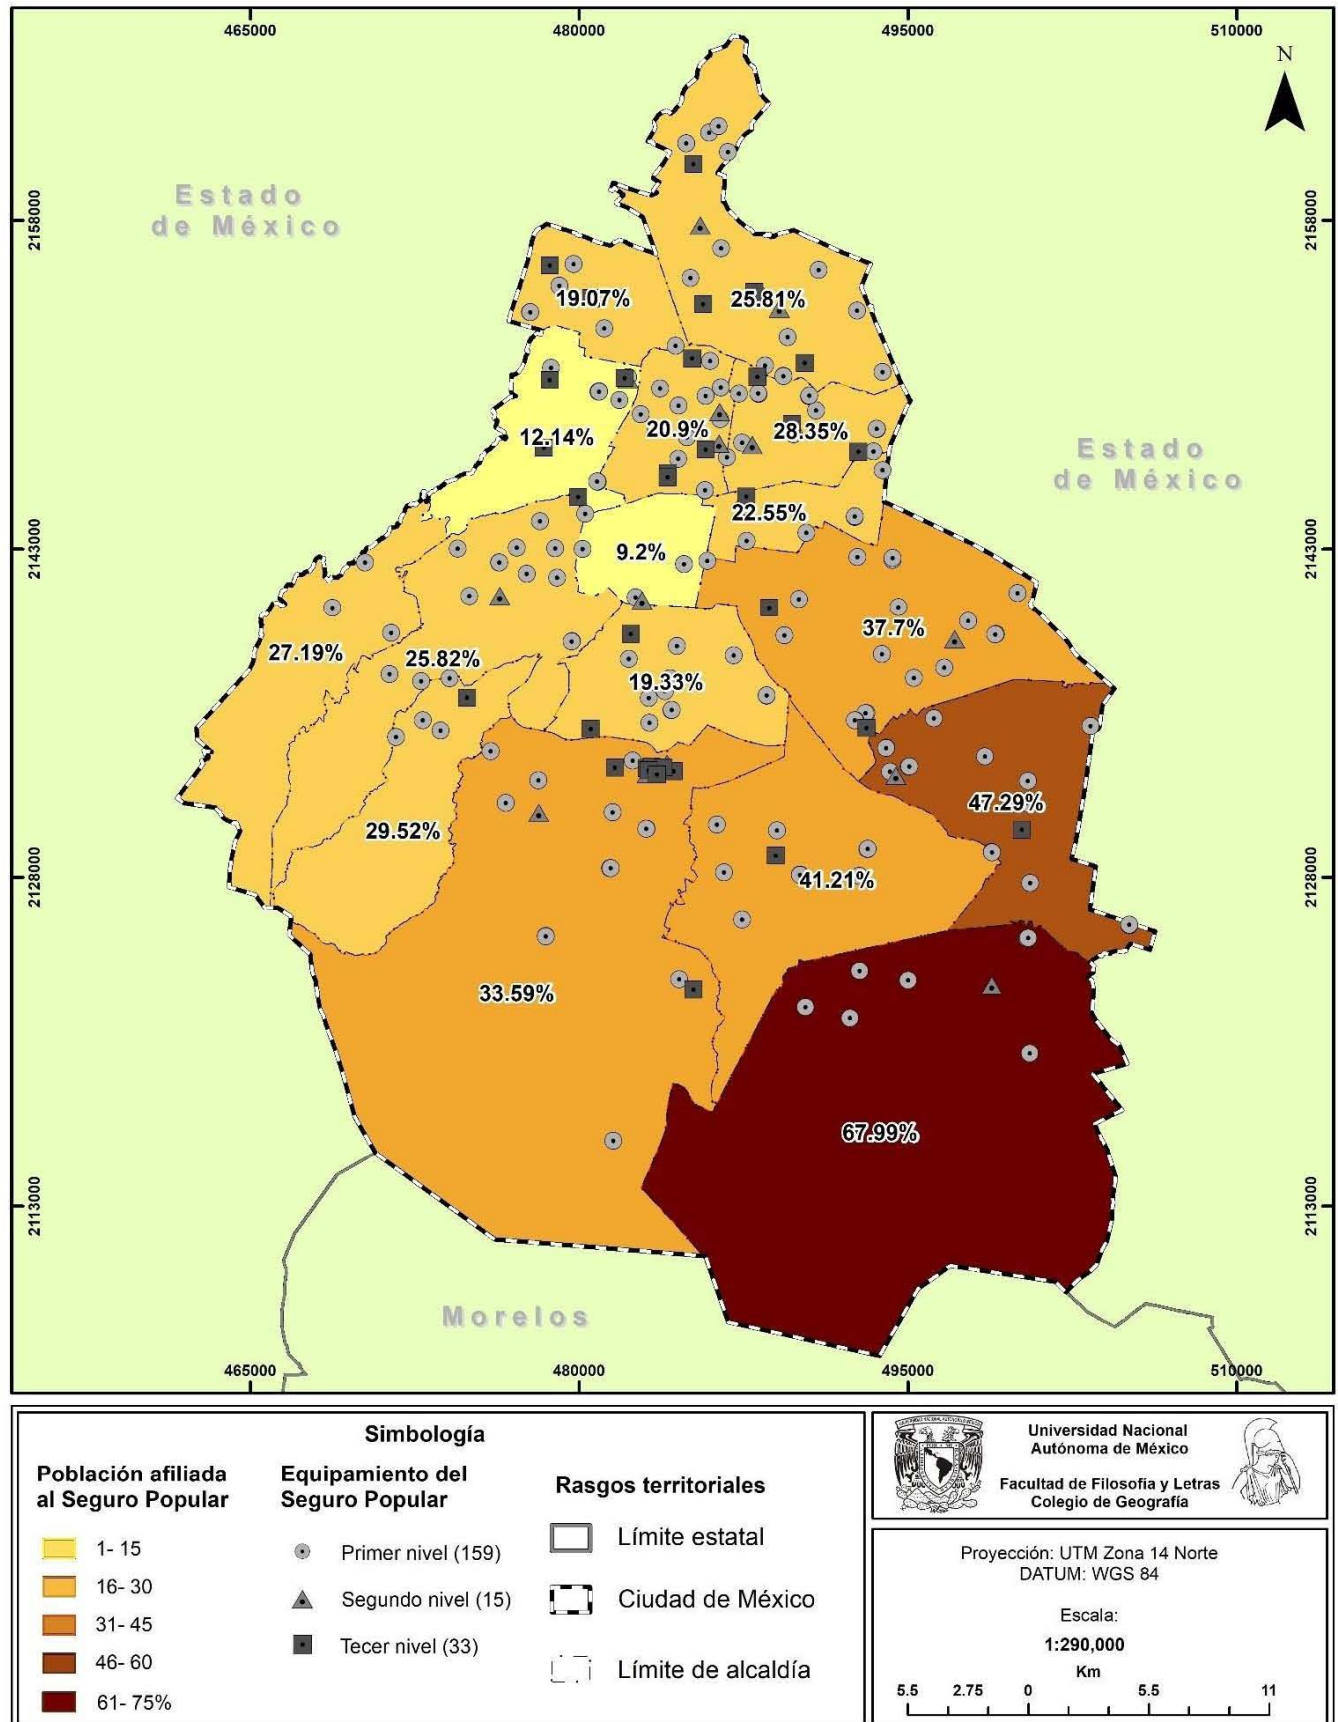 465000
480000
495000
510000
N
Estado
de México
2158000
2158000
19.07%
25.81%
12.14%
20.9%
28.35%
Estado
de México
22.55%
2143000
9.2%
2143000
27.19%
25.82%
37.7%
19.33%
47.29%
29.52%
2128000
41.21%
2128000
33.59%
67.99%
2113000
2113000
Morelos
465000
480000
495000
510000
Simbología
Población afiliada
al Seguro Popular
1- 15
16- 30
31- 45
46- 60
61- 75%
Equipamiento del
Seguro Popular
Primer nivel (159)
Segundo nivel (15)
Tecer nivel (33)
Rasgos territoriales
Límite estatal
Ciudad de México
Límite de alcaldía
Universidad Nacional
Autónoma de México
Facultad de Filosofía y Letras
Colegio de Geografía
Proyección: UTM Zona 14 Norte
DATUM: WGS 84
Escala:
1:290,000
Km
5.5 2.75 0 5.5 11